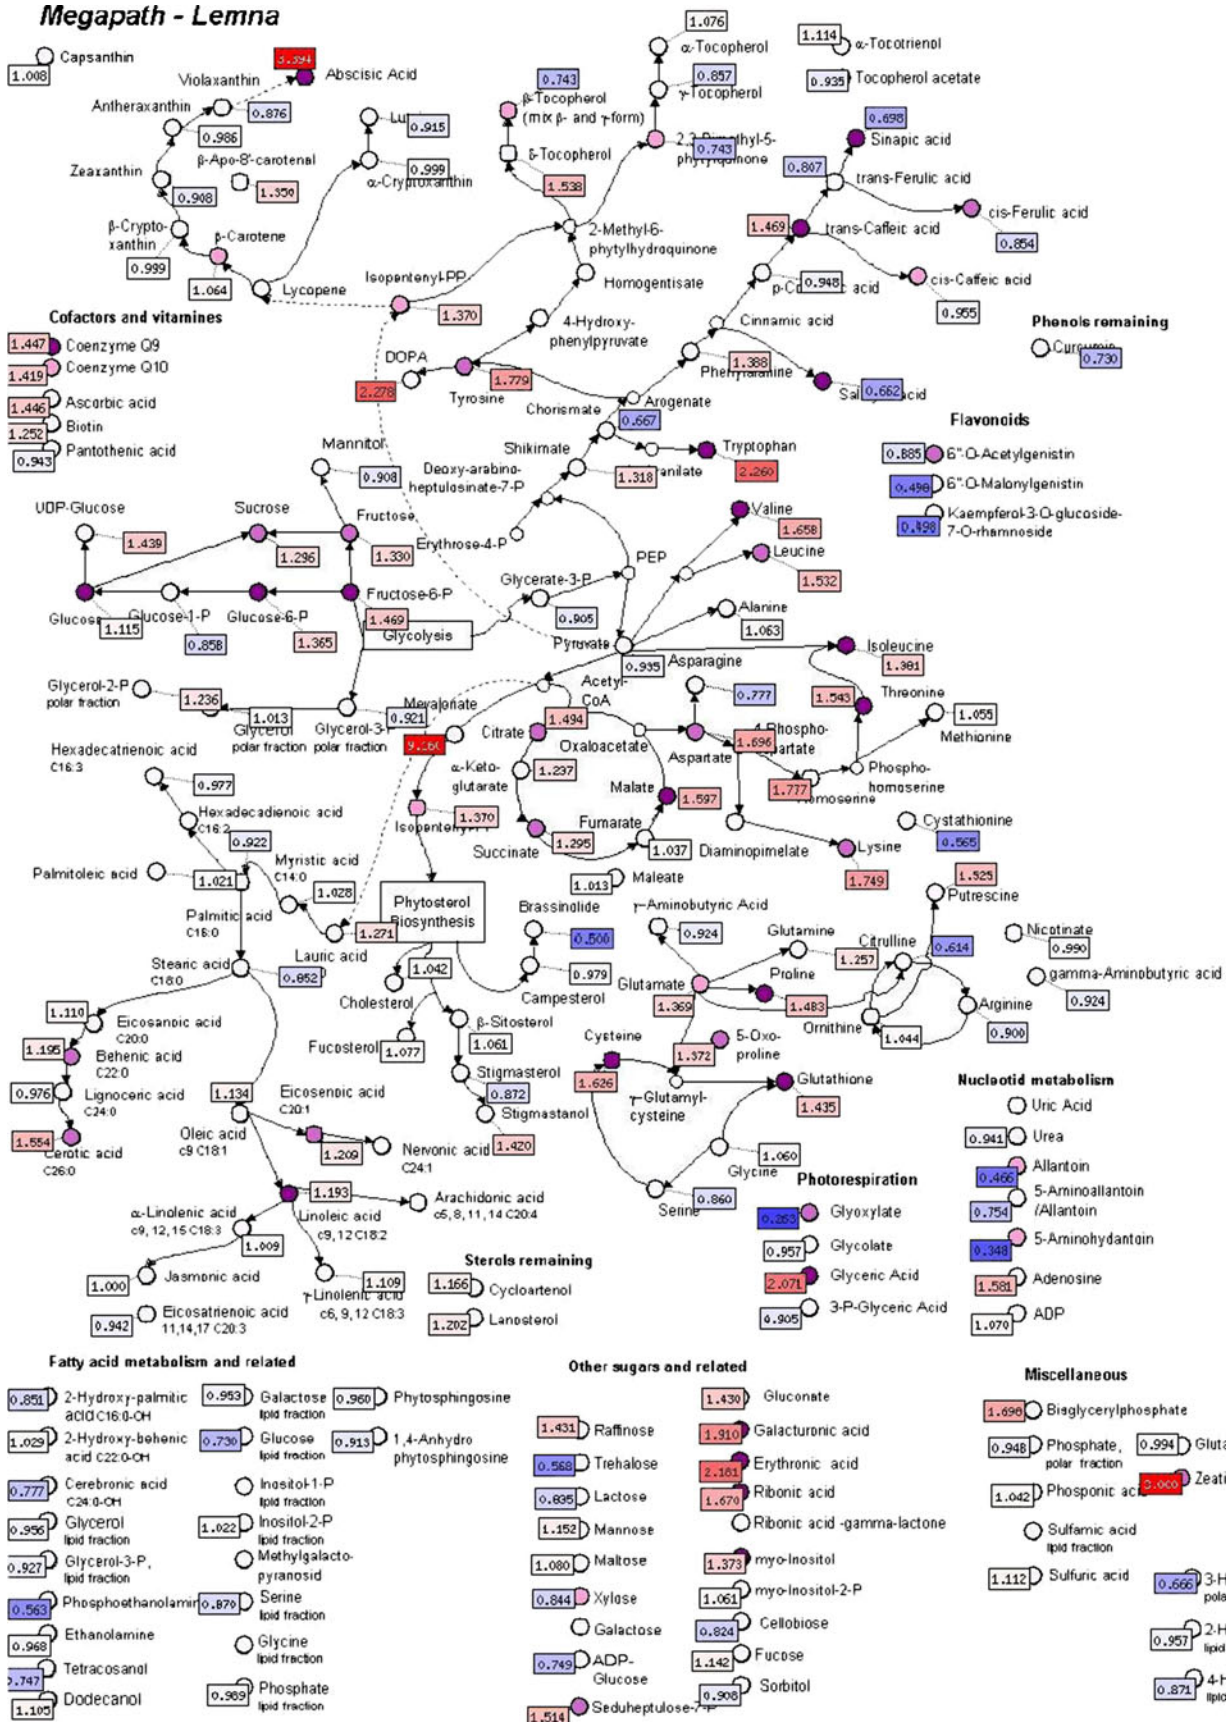 Megapath - Lemna
Capsanthin
1.008
Violaxanthin
3.394
Abscisic Acid
Antheraxanthin
0.876
0.986
Zeaxanthin
β-Apo-8'-carotenal
1.350
0.908
0.915
0.999
α-Cryptoxanthin
β-Crypto-
xanthin
0.999
β-Carotene
1.064
Lycopene
Isopentenyl-PP
1.370
0.743
β-Tocopherol
(mix β- and γ-form)
δ-Tocopherol
1.538
1.076
α-Tocopherol
0.857
γ-Tocopherol
2,3-Dimethyl-5-
phytylquinone
0.743
2-Methyl-6-
phytylhydroquinone
Homogentisate
4-Hydroxy-
phenylpyruvate
1.114
α-Tocotrienol
0.935
Tocopherol acetate
0.698
Sinapic acid
0.807
trans-Ferulic acid
cis-Ferulic acid
0.854
1.469
trans-Caffeic acid
cis-Caffeic acid
0.955
0.948
Cinnamic acid
1.388
Phenylalanine
0.662
Phenols remaining
Curcumin
0.730
Cofactors and vitamines
1.447
Coenzyme Q9
1.419
Coenzyme Q10
1.446
Ascorbic acid
1.252
Biotin
0.943
Pantothenic acid
DOPA
2.278
Tyrosine
1.779
Arogenate
Chorismate
0.667
Shikimate
1.318
Tryptophan
2.260
Deoxy-arabino-
heptulosinate-7-P
Erythrose-4-P
Flavonoids
0.885
6"-O-Acetylgenistin
0.498
6"-O-Malonylgenistin
0.498
Kaempferol-3-O-glucoside-
7-O-rhamnoside
Mannitol
0.908
UDP-Glucose
1.439
Sucrose
1.296
Fructose
1.330
Glucose
1.115
Glucose-1-P
0.858
Glucose-6-P
1.365
Fructose-6-P
1.469
Glycolysis
Glycerate-3-P
0.905
PEP
Pyruvate
0.935
Valine
1.658
Leucine
1.532
Alanine
1.063
Isoleucine
1.381
Asparagine
0.777
Threonine
1.543
1.055
Methionine
Glycerol-2-P
polar fraction
1.236
Glycerol
polar fraction
1.013
Glycerol-3-P
polar fraction
0.921
Mevalonate
9.160
Acetyl-
CoA
Citrate
1.494
Oxaloacetate
Aspartate
1.696
1.777
Homoserine
Phospho-
homoserine
α-Keto-
glutarate
1.237
Malate
1.597
Fumarate
1.037
Succinate
1.295
Diaminopimelate
Lysine
1.749
Cystathionine
0.565
1.370
Hexadecatrienoic acid
C16:3
0.977
Hexadecadienoic acid
C16:2
0.922
Palmitoleic acid
1.021
Myristic acid
C14:0
1.028
Palmitic acid
C16:0
1.271
Lauric acid
Stearic acid
C18:0
0.852
Phytosterol
Biosynthesis
1.042
Cholesterol
Brassinolide
0.500
0.979
Campesterol
Fucosterol
1.077
β-Sitosterol
1.061
Stigmasterol
0.872
Stigmastanol
1.420
1.013
Maleate
γ-Aminobutyric Acid
0.924
Glutamine
1.257
Glutamate
1.369
Proline
1.483
Citrulline
0.614
1.525
Putrescine
Ornithine
1.044
Arginine
0.900
Nicotinate
0.990
gamma-Aminobutyric acid
0.924
Cysteine
1.626
1.372
5-Oxo-
proline
γ-Glutamyl-
cysteine
Glutathione
1.435
Glycine
1.060
Serine
0.860
1.110
Eicosanoic acid
C20:0
1.195
Behenic acid
C22:0
0.976
Lignoceric acid
C24:0
1.554
Cerotic acid
C26:0
1.134
Oleic acid
c9 C18:1
Eicosenoic acid
C20:1
1.209
Nervonic acid
C24:1
1.193
Linoleic acid
c9, 12 C18:2
Arachidonic acid
c5, 8, 11, 14 C20:4
α-Linolenic acid
c9, 12, 15 C18:3
1.009
1.000
Jasmonic acid
γ-Linolenic acid
c6, 9, 12 C18:3
1.109
0.942
Eicosatrienoic acid
11,14,17 C20:3
Sterols remaining
1.166
Cycloartenol
1.202
Lanosterol
Photorespiration
0.263
Glyoxylate
0.957
Glycolate
2.071
Glyceric Acid
0.905
3-P-Glyceric Acid
Nucleotid metabolism
Uric Acid
0.941
Urea
0.466
Allantoin
0.754
5-Aminoallantoin
/Allantoin
0.348
5-Aminohydantoin
1.581
Adenosine
1.070
ADP
Fatty acid metabolism and related
0.851
2-Hydroxy-palmitic
acid C16:0-OH
1.029
2-Hydroxy-behenic
acid C22:0-OH
0.777
Cerebronic acid
C24:0-OH
0.956
Glycerol
lipid fraction
0.927
Glycerol-3-P,
lipid fraction
0.563
Phosphoethanolamin
0.968
Ethanolamine
Tetracosanol
1.105
Dodecanol
0.953
Galactose
lipid fraction
0.730
Glucose
lipid fraction
Inositol-1-P
lipid fraction
1.022
Inositol-2-P
lipid fraction
Methylgalacto-
pyranosid
0.870
Serine
lipid fraction
Glycine
lipid fraction
0.989
Phosphate
lipid fraction
0.960
Phytosphingosine
0.913
1,4-Anhydro
phytosphingosine
Other sugars and related
1.431
Raffinose
0.568
Trehalose
0.835
Lactose
1.152
Mannose
1.080
Maltose
0.844
Xylose
Galactose
0.749
ADP-
Glucose
1.514
Seduheptulose-7-P
1.430
Gluconate
1.910
Galacturonic acid
2.181
Erythronic acid
1.670
Ribonic acid
Ribonic acid -gamma-lactone
1.373
myo-Inositol
1.061
myo-Inositol-2-P
0.824
Cellobiose
1.142
Fucose
0.908
Sorbitol
Miscellaneous
1.698
Bisglycerylphosphate
0.948
Phosphate,
polar fraction
0.994
1.042
Phosphonic acid
Sulfamic acid
lipid fraction
1.112
Sulfuric acid
0.666
0.957
0.871